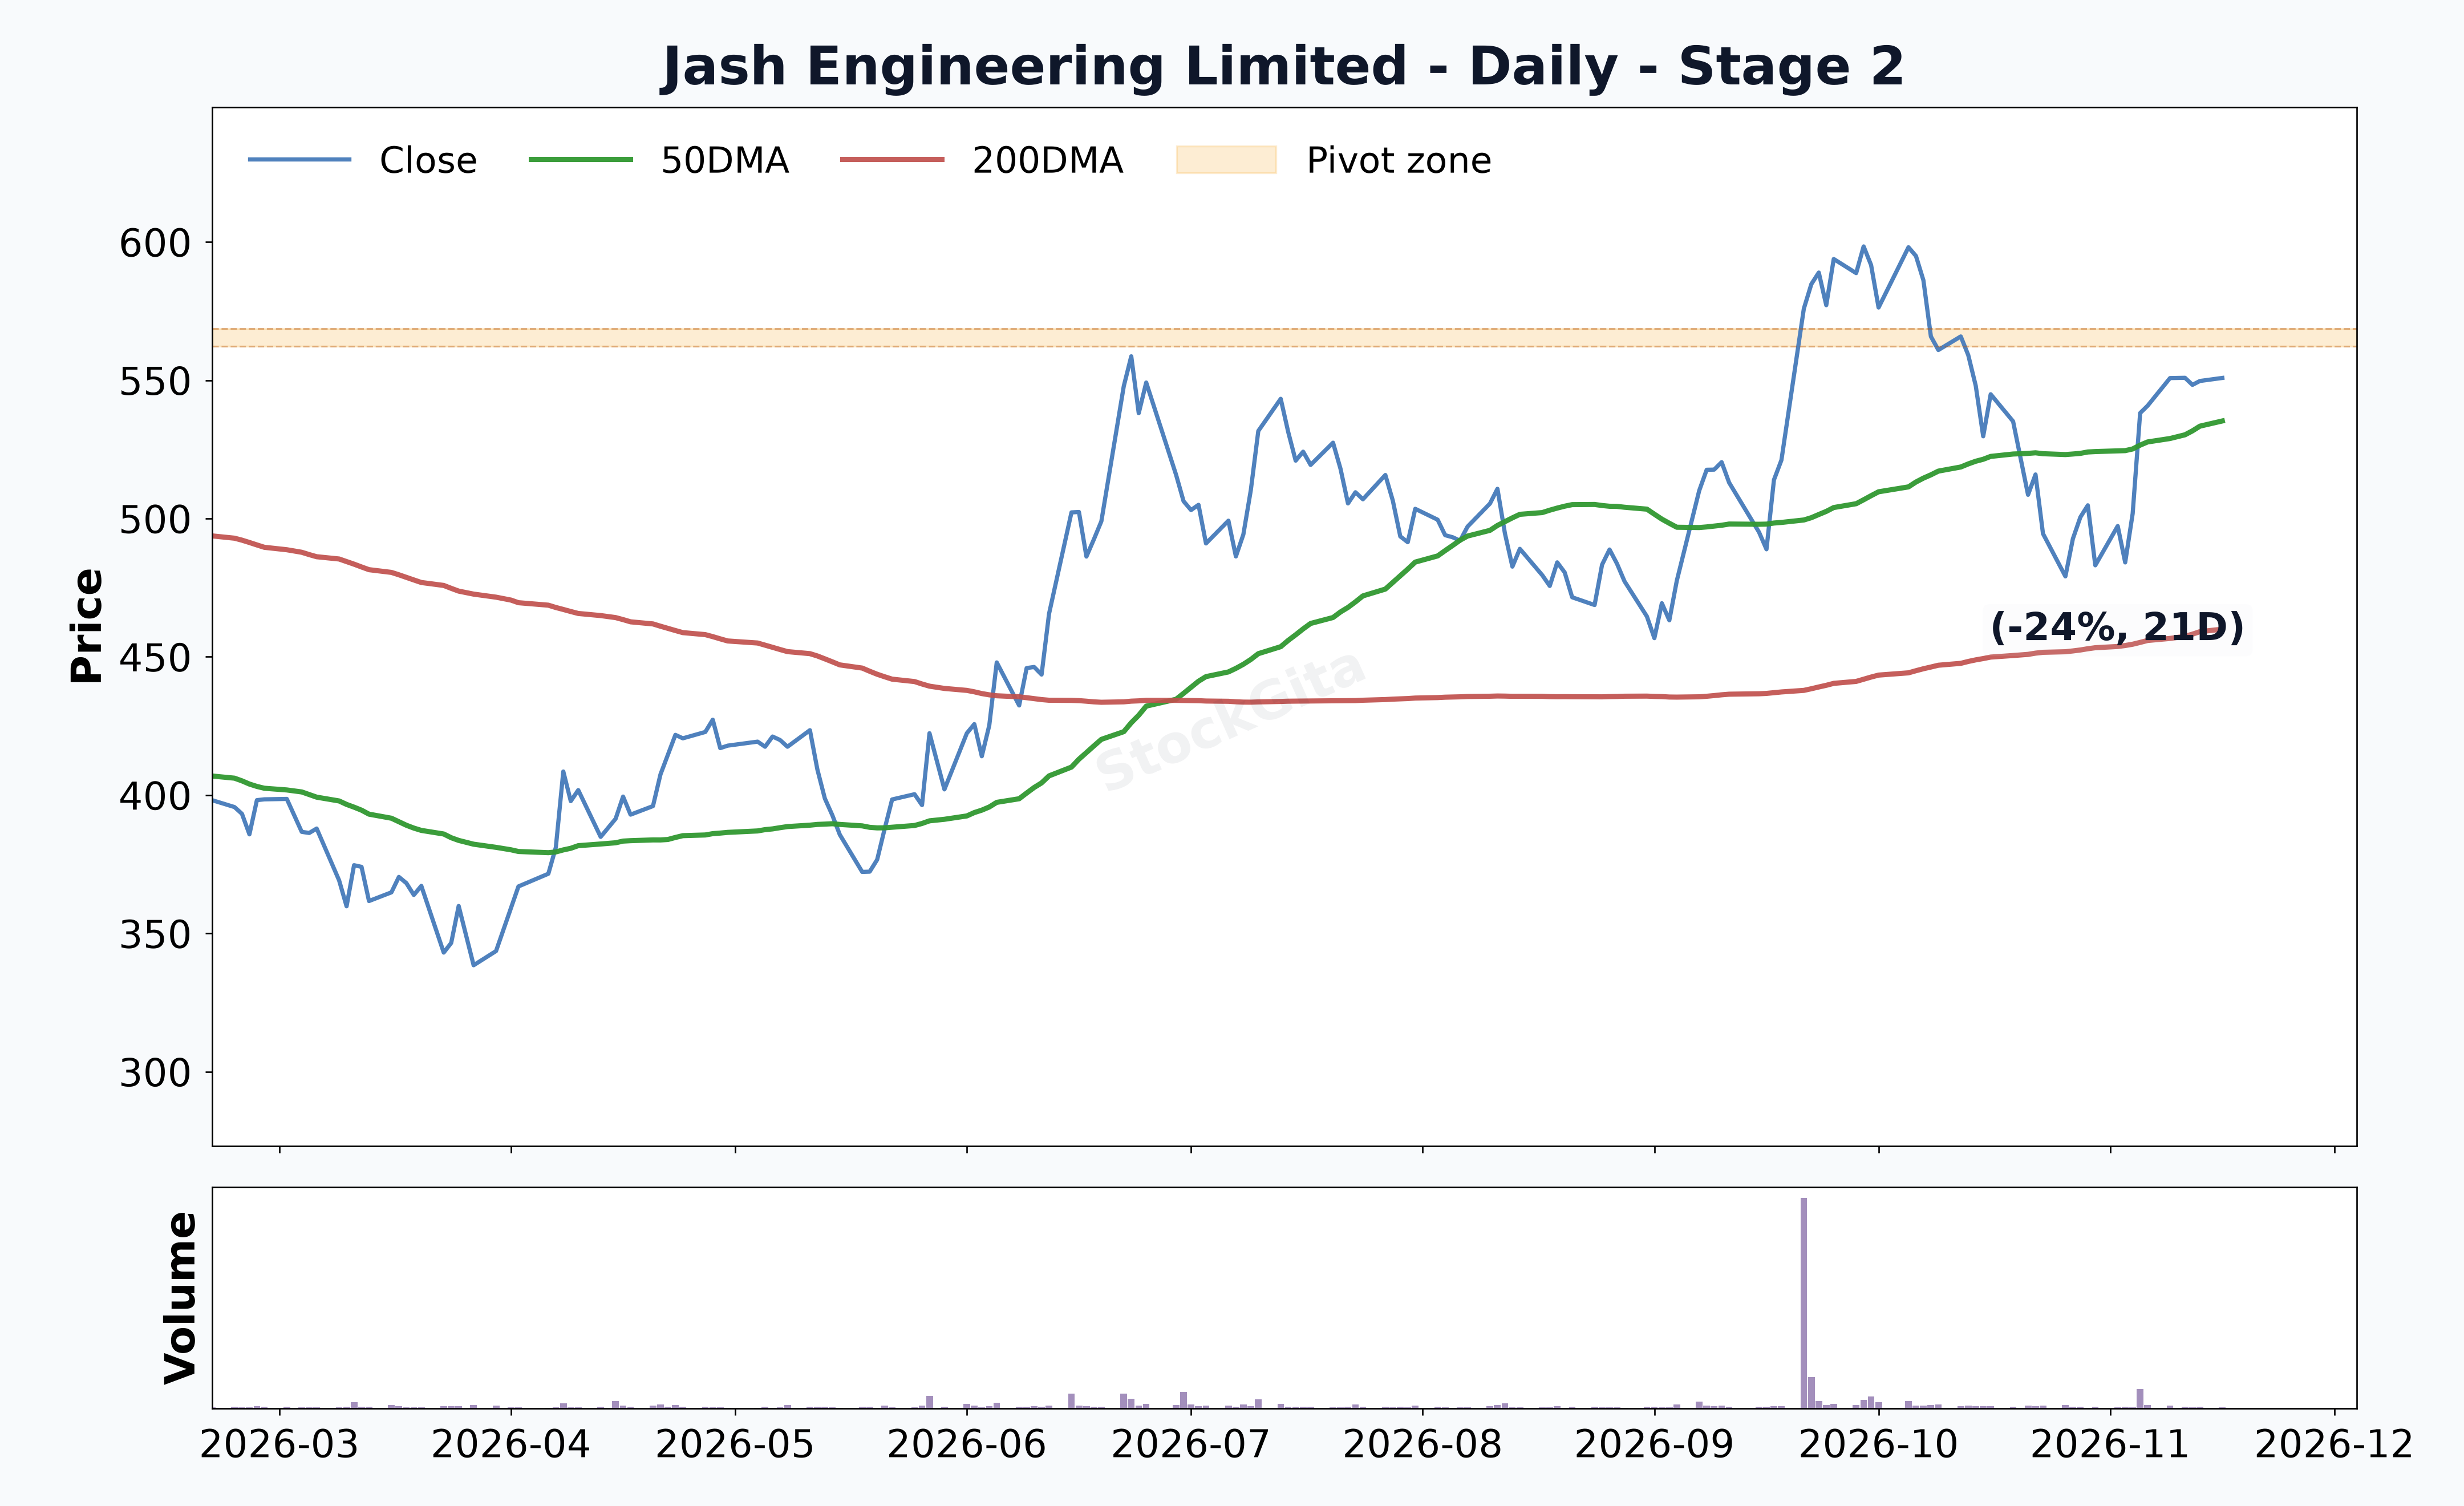 Jash Engineering Limited - Daily - Stage 2
Close 50DMA 200DMA Pivot zone
600
550
500
450
400
350
300
Price
(-24%, 21D)
StockGita
Volume
2026-03 2026-04 2026-05 2026-06 2026-07 2026-08 2026-09 2026-10 2026-11 2026-12